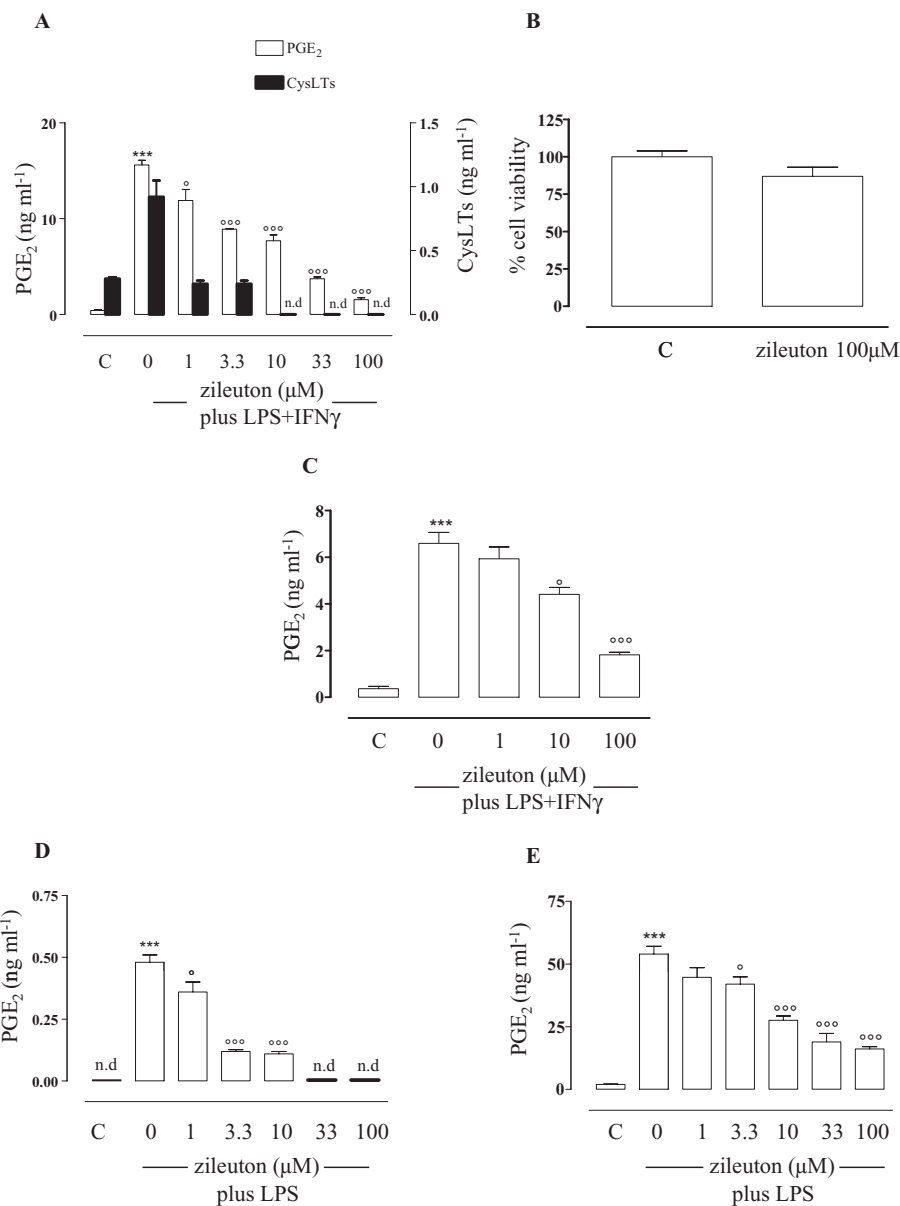 A
PGE₂
CysLTs
20
10
0
PGE₂ (ng ml⁻¹)
1.5
1.0
0.5
0.0
CysLTs (ng ml⁻¹)
***
°
°°°
°°°
°°°
°°°
n.d
n.d
n.d
C 0 1 3.3 10 33 100
zileuton (μM)
plus LPS+IFNγ
B
125
100
75
50
25
0
% cell viability
C zileuton 100μM
C
8
6
4
2
0
PGE₂ (ng ml⁻¹)
***
°
°°°
C 0 1 10 100
zileuton (μM)
plus LPS+IFNγ
D
0.75
0.50
0.25
0.00
PGE₂ (ng ml⁻¹)
n.d
***
°
°°°
°°°
n.d
n.d
C 0 1 3.3 10 33 100
zileuton (μM)
plus LPS
E
75
50
25
0
PGE₂ (ng ml⁻¹)
***
°
°°°
°°°
°°°
C 0 1 3.3 10 33 100
zileuton (μM)
plus LPS